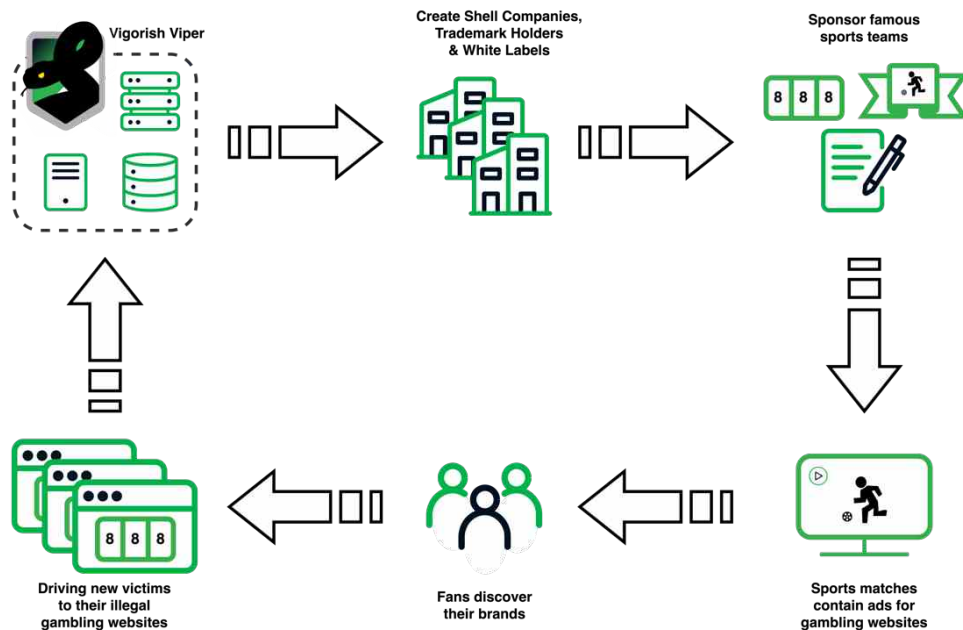 Vigorish Viper
Create Shell Companies,
Trademark Holders
& White Labels
Sponsor famous
sports teams
8 8 8
8 8 8
Driving new victims
to their illegal
gambling websites
Fans discover
their brands
Sports matches
contain ads for
gambling websites